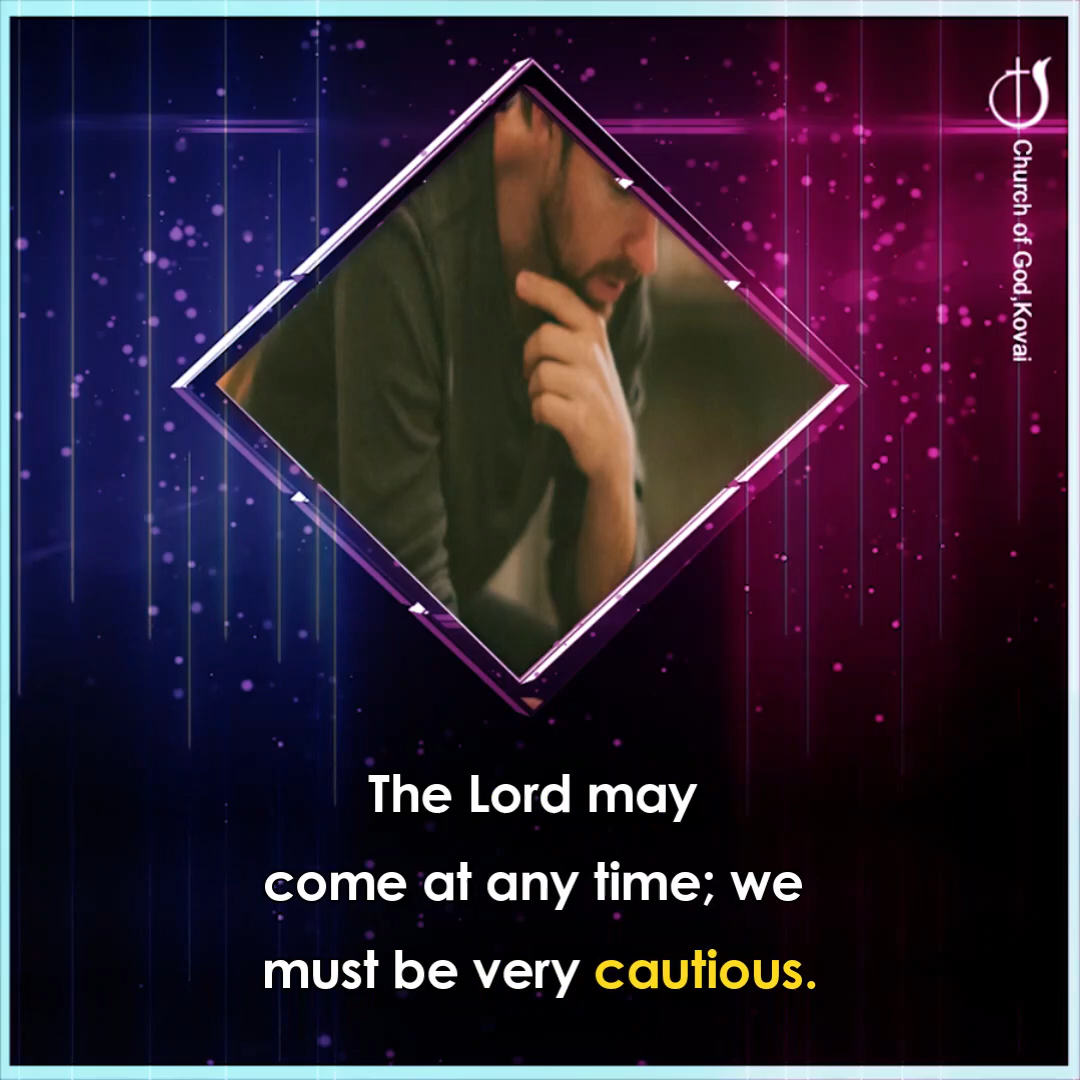 Church of God,Kovai
The Lord may
come at any time; we
must be very cautious.